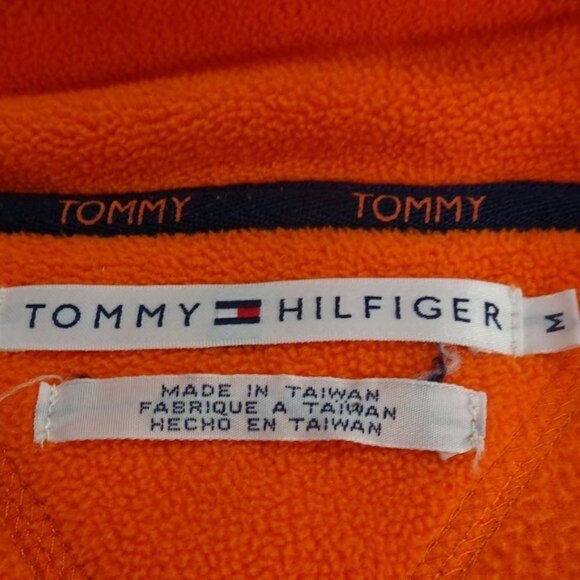 TOMMY TOMMY
TOMMY HILFIGER M
MADE IN TAIWAN
FABRIQUE A TAIWAN
HECHO EN TAIWAN